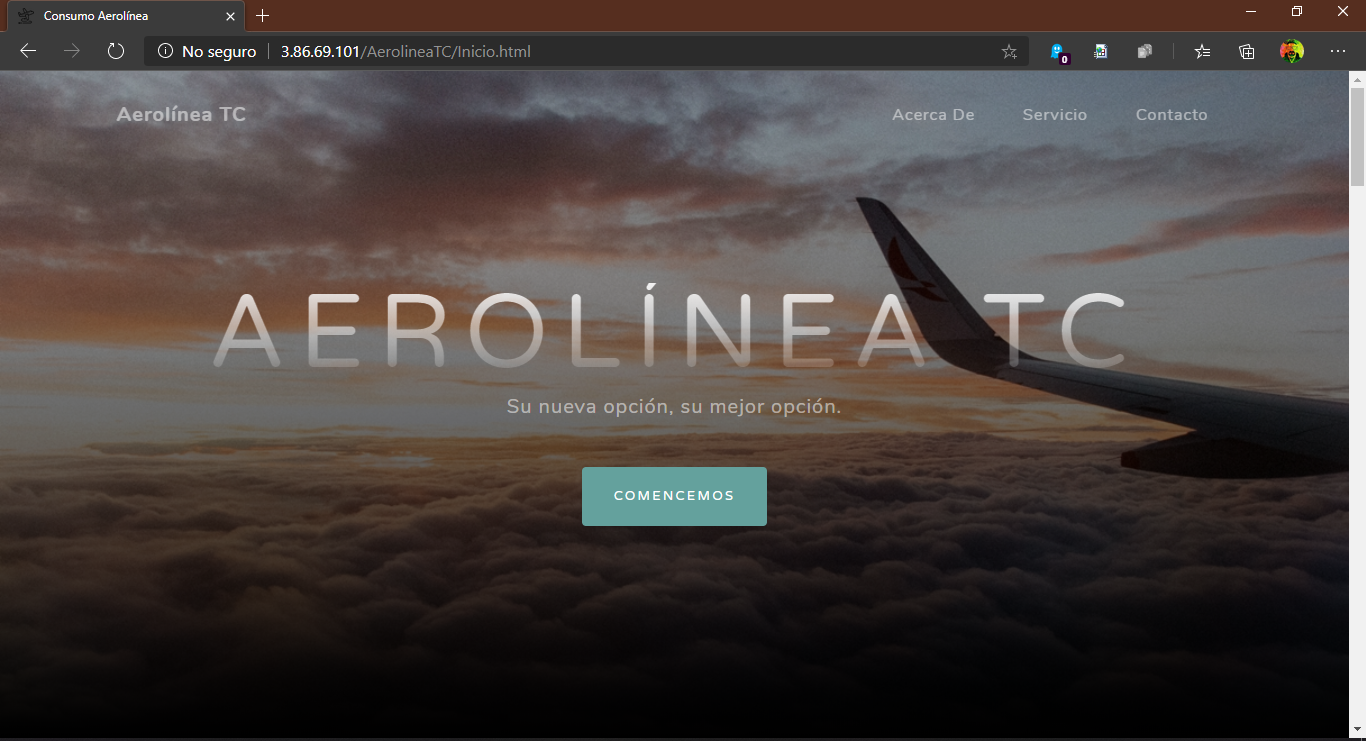 Consumo Aerolínea
No seguro
3.86.69.101/AerolineaTC/Inicio.html
0
Aerolínea TC
Acerca De
Servicio
Contacto
AEROLÍNEA TC
Su nueva opción, su mejor opción.
COMENCEMOS